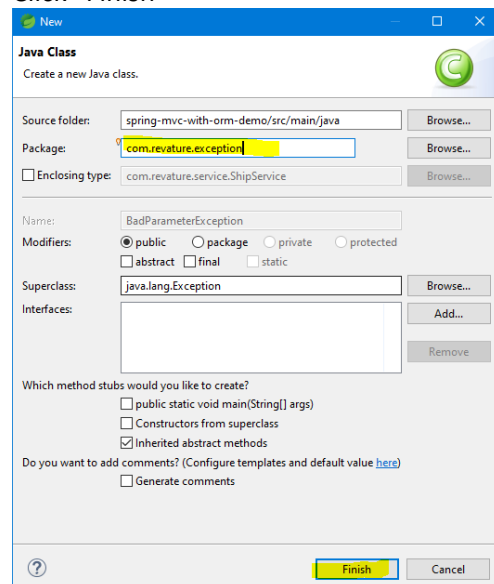 Click "Finish"
New
Java Class
Create a new Java class.
Source folder: spring-mvc-with-orm-demo/src/main/java Browse...
Package: com.revature.exception Browse...
Enclosing type: com.revature.service.ShipService Browse...
Name: BadParameterException
Modifiers: public package private protected
abstract final static
Superclass: java.lang.Exception Browse...
Interfaces: Add...
Remove
Which method stubs would you like to create?
public static void main(String[] args)
Constructors from superclass
Inherited abstract methods
Do you want to add comments? (Configure templates and default value here)
Generate comments
Finish Cancel